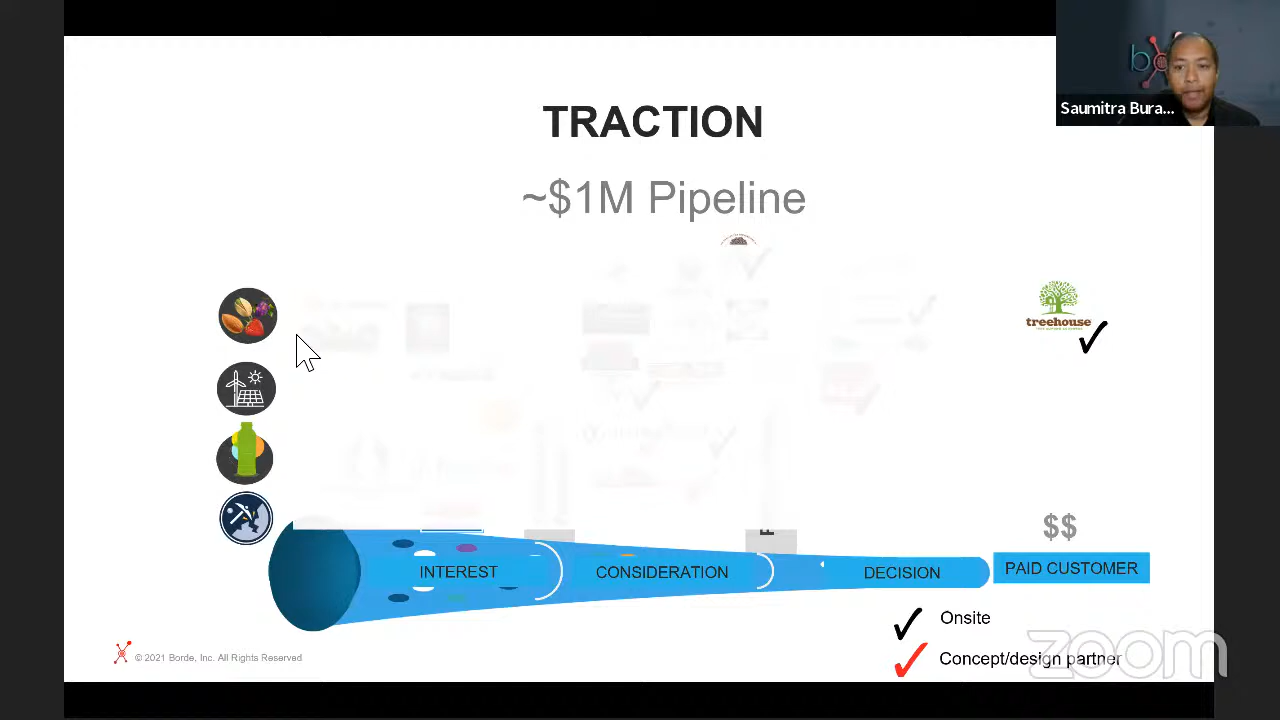 Saumitra Bura...
TRACTION
~$1M Pipeline
treehouse
$$
INTEREST
CONSIDERATION
DECISION
PAID CUSTOMER
Onsite
Concept/design partner
© 2021 Borde, Inc. All Rights Reserved
zoom